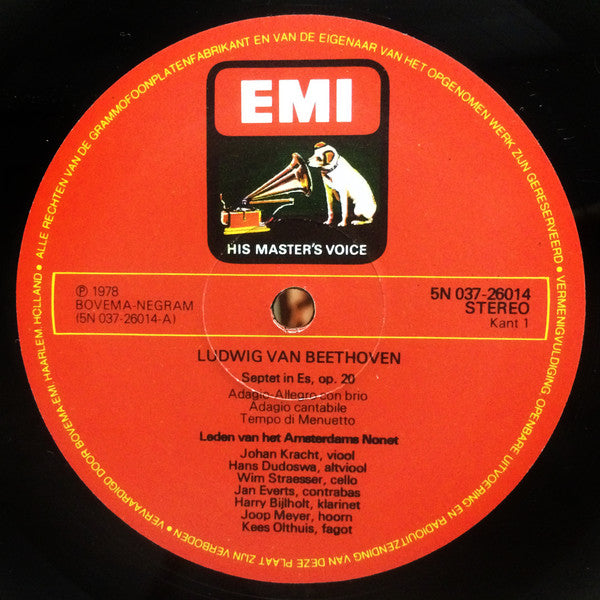 • ALLE RECHTEN VAN DE GRAMMOFOONPLATENFABRIKANT EN VAN DE EIGENAAR VAN HET OPGENOMEN WERK ZIJN GERESERVEERD • VERMENIGVULDIGING OPENBARE UITVOERING EN RADIOUITZENDING VAN DEZE PLAAT ZIJN VERBODEN • VERVAARDIGD DOOR BOVEMA/EMI HAARLEM HOLLAND
EMI
HIS MASTER'S VOICE
℗ 1978
BOVEMA-NEGRAM
(5N 037-26014-A)
5N 037-26014
STEREO
Kant 1
LUDWIG VAN BEETHOVEN
Septet in Es, op. 20
Adagio-Allegro con brio
Adagio cantabile
Tempo di Menuetto
Leden van het Amsterdams Nonet
Johan Kracht, viool
Hans Dudoswa, altviool
Wim Straesser, cello
Jan Everts, contrabas
Harry Bijlholt, klarinet
Joop Meyer, hoorn
Kees Olthuis, fagot